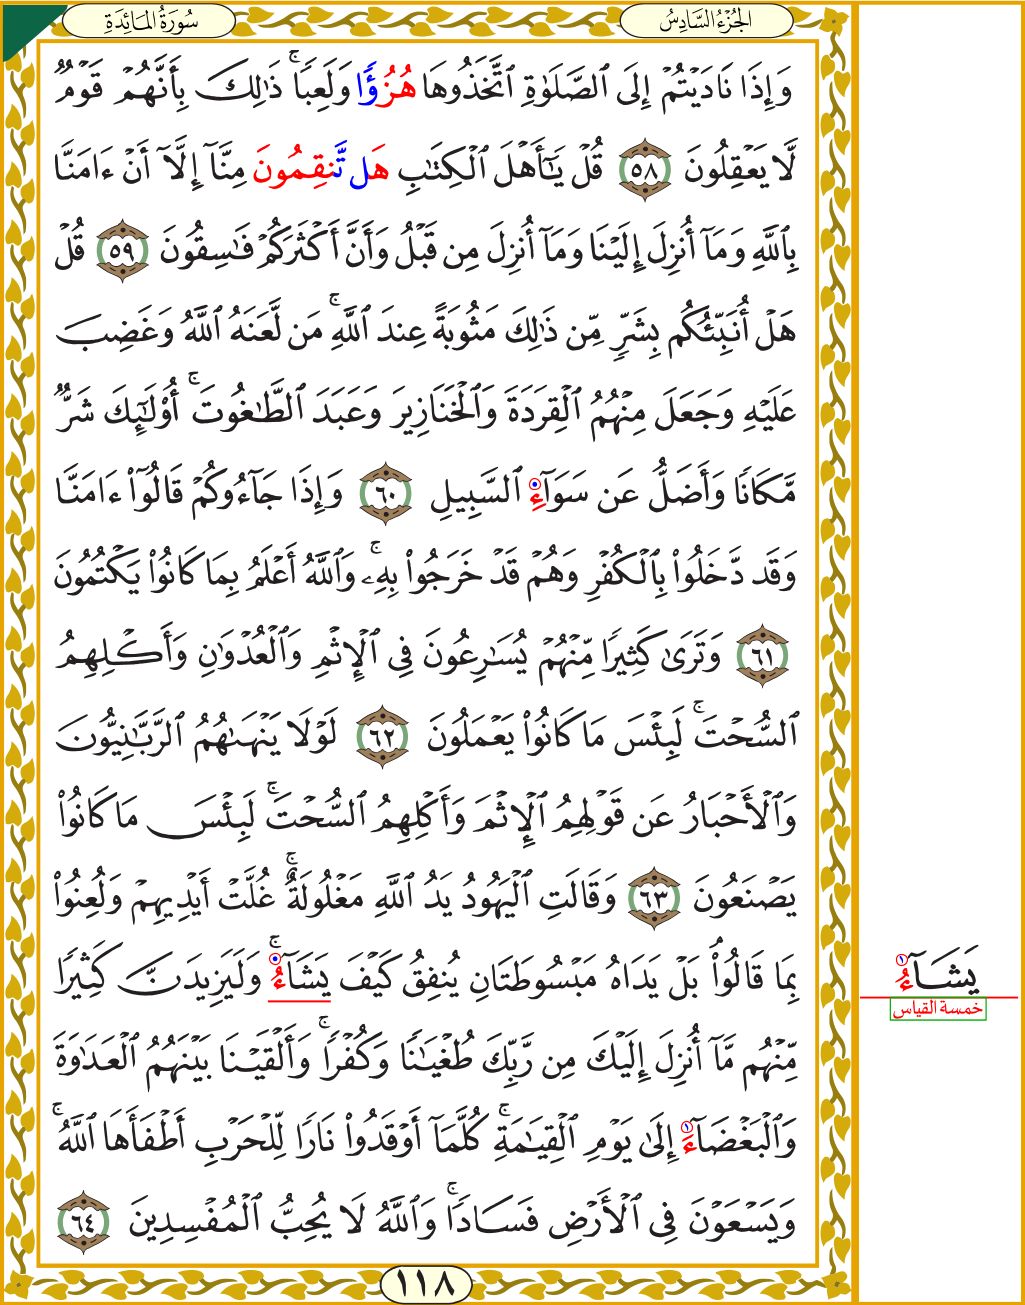 سُورَةُ المَائِدَةِ
الجُزْءُ السَّادِسُ
وَإِذَا نَادَيْتُمْ إِلَى ٱلصَّلَوٰةِ ٱتَّخَذُوهَا هُزُؤًا وَلَعِبًا ۚ ذَٰلِكَ بِأَنَّهُمْ قَوْمٌ
لَّا يَعْقِلُونَ ٥٨ قُلْ يَـٰٓأَهْلَ ٱلْكِتَـٰبِ هَل تَّنقِمُونَ مِنَّآ إِلَّآ أَنْ ءَامَنَّا
بِٱللَّهِ وَمَآ أُنزِلَ إِلَيْنَا وَمَآ أُنزِلَ مِن قَبْلُ وَأَنَّ أَكْثَرَكُمْ فَـٰسِقُونَ ٥٩ قُلْ
هَلْ أُنَبِّئُكُم بِشَرٍّ مِّن ذَٰلِكَ مَثُوبَةً عِندَ ٱللَّهِ ۚ مَن لَّعَنَهُ ٱللَّهُ وَغَضِبَ
عَلَيْهِ وَجَعَلَ مِنْهُمُ ٱلْقِرَدَةَ وَٱلْخَنَازِيرَ وَعَبَدَ ٱلطَّـٰغُوتَ ۚ أُو۟لَـٰٓئِكَ شَرٌّ
مَّكَانًا وَأَضَلُّ عَن سَوَآءِ ٱلسَّبِيلِ ٦٠ وَإِذَا جَآءُوكُمْ قَالُوٓا۟ ءَامَنَّا
وَقَد دَّخَلُوا۟ بِٱلْكُفْرِ وَهُمْ قَدْ خَرَجُوا۟ بِهِۦ ۚ وَٱللَّهُ أَعْلَمُ بِمَا كَانُوا۟ يَكْتُمُونَ
٦١ وَتَرَىٰ كَثِيرًا مِّنْهُمْ يُسَـٰرِعُونَ فِى ٱلْإِثْمِ وَٱلْعُدْوَٰنِ وَأَكْلِهِمُ
ٱلسُّحْتَ ۚ لَبِئْسَ مَا كَانُوا۟ يَعْمَلُونَ ٦٢ لَوْلَا يَنْهَىٰهُمُ ٱلرَّبَّـٰنِيُّونَ
وَٱلْأَحْبَارُ عَن قَوْلِهِمُ ٱلْإِثْمَ وَأَكْلِهِمُ ٱلسُّحْتَ ۚ لَبِئْسَ مَا كَانُوا۟
يَصْنَعُونَ ٦٣ وَقَالَتِ ٱلْيَهُودُ يَدُ ٱللَّهِ مَغْلُولَةٌ ۚ غُلَّتْ أَيْدِيهِمْ وَلُعِنُوا۟
بِمَا قَالُوا۟ ۘ بَلْ يَدَاهُ مَبْسُوطَتَانِ يُنفِقُ كَيْفَ يَشَآءُ ۚ وَلَيَزِيدَنَّ كَثِيرًا
مِّنْهُم مَّآ أُنزِلَ إِلَيْكَ مِن رَّبِّكَ طُغْيَـٰنًا وَكُفْرًا ۚ وَأَلْقَيْنَا بَيْنَهُمُ ٱلْعَدَٰوَةَ
وَٱلْبَغْضَآءَ ١ إِلَىٰ يَوْمِ ٱلْقِيَـٰمَةِ ۚ كُلَّمَآ أَوْقَدُوا۟ نَارًا لِّلْحَرْبِ أَطْفَأَهَا ٱللَّهُ ۚ
وَيَسْعَوْنَ فِى ٱلْأَرْضِ فَسَادًا ۚ وَٱللَّهُ لَا يُحِبُّ ٱلْمُفْسِدِينَ ٦٤
يَشَآءُ ١
خمسة القياس
١١٨